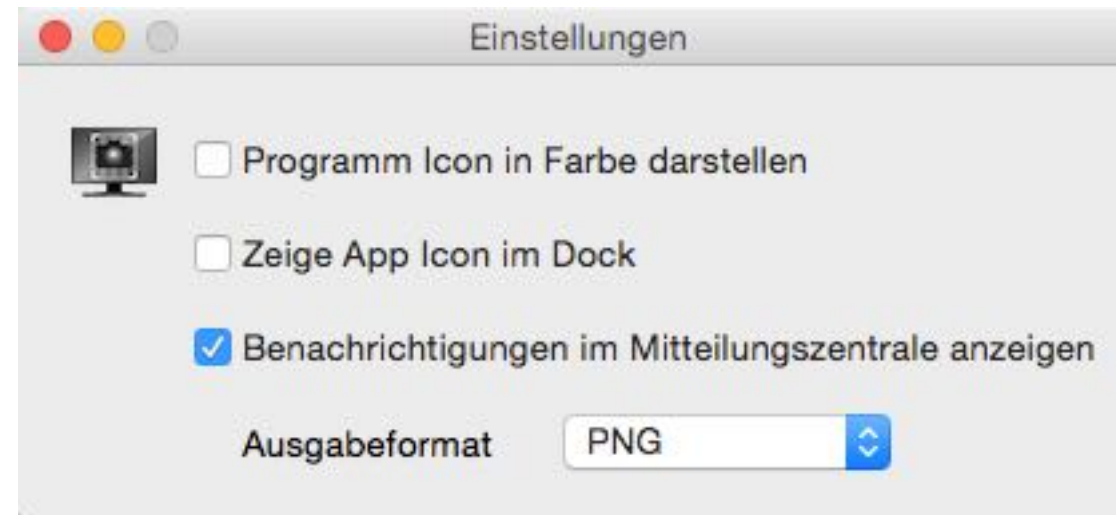 Einstellungen
Programm Icon in Farbe darstellen
Zeige App Icon im Dock
Benachrichtigungen im Mitteilungszentrale anzeigen
Ausgabeformat PNG